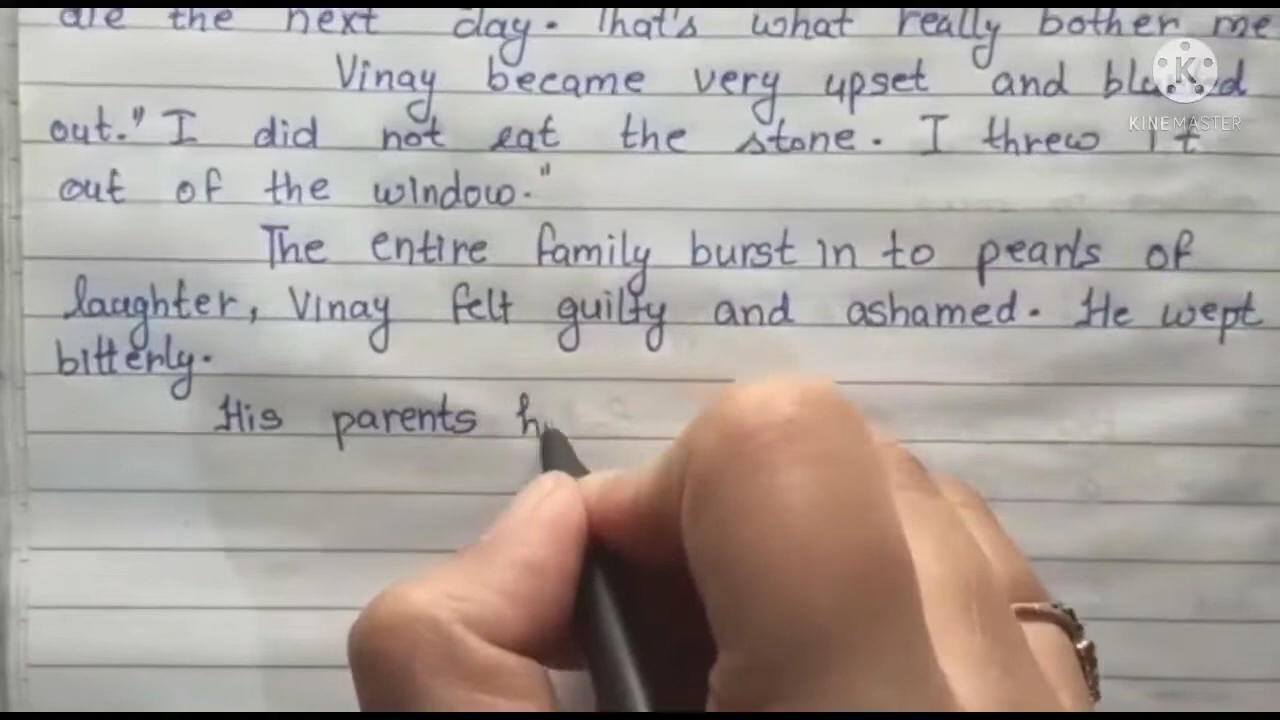 die the next day. That's what really bother me
Vinay became very upset and
out." I did not eat the stone. I threw it
out of the window."
The entire family burst in to pearls of
laughter, Vinay felt guilty and ashamed. He wept
bitterly.
His parents h
KINEMASTER